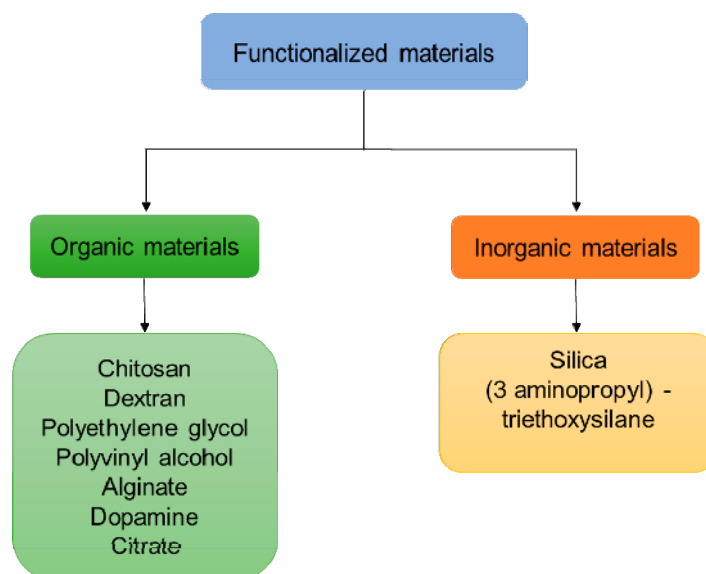 Functionalized materials
Organic materials
Inorganic materials
Chitosan
Dextran
Polyethylene glycol
Polyvinyl alcohol
Alginate
Dopamine
Citrate
Silica
(3 aminopropyl) -
triethoxysilane